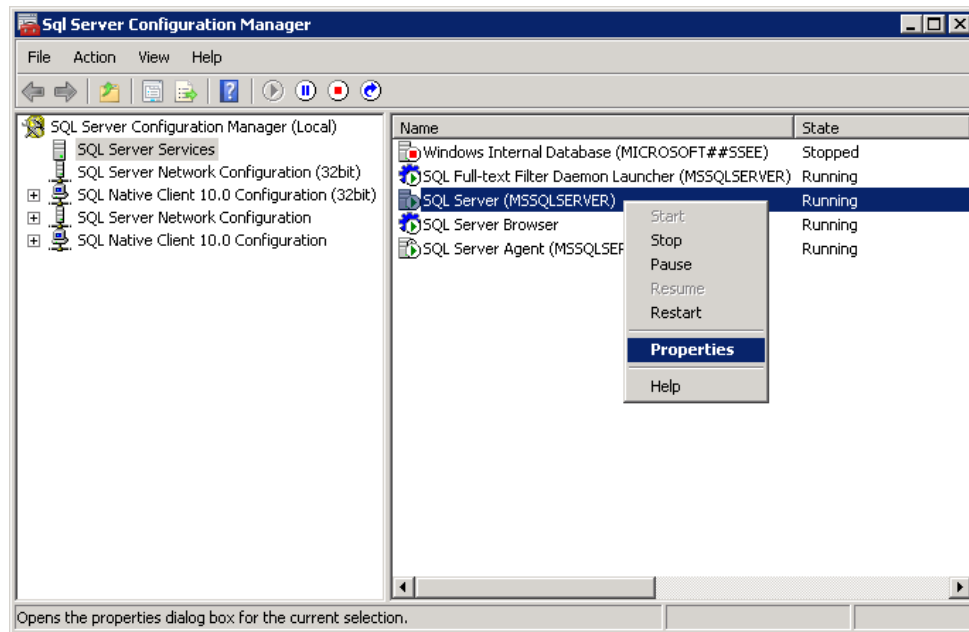 Sql Server Configuration Manager
File Action View Help
SQL Server Configuration Manager (Local)
SQL Server Services
SQL Server Network Configuration (32bit)
SQL Native Client 10.0 Configuration (32bit)
SQL Server Network Configuration
SQL Native Client 10.0 Configuration
Name State
Windows Internal Database (MICROSOFT##SSEE) Stopped
SQL Full-text Filter Daemon Launcher (MSSQLSERVER) Running
SQL Server (MSSQLSERVER) Running
SQL Server Browser Running
SQL Server Agent (MSSQLSER Running
Start
Stop
Pause
Resume
Restart
Properties
Help
Opens the properties dialog box for the current selection.